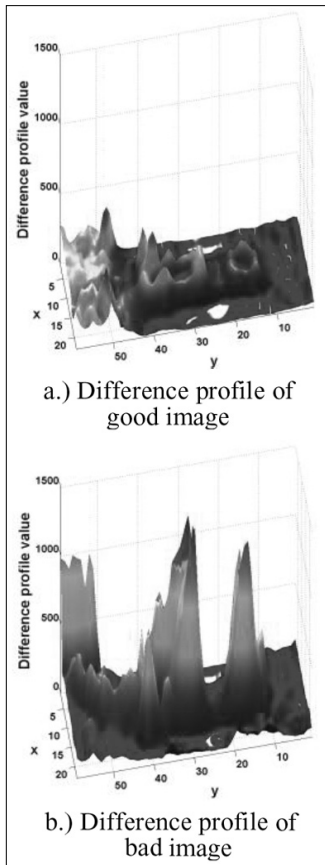 1500
1000
500
0
Difference profile value
5
10
15
20
x
50
40
30
20
10
y
a.) Difference profile of
good image
1500
1000
500
0
Difference profile value
5
10
15
20
x
50
40
30
20
10
y
b.) Difference profile of
bad image